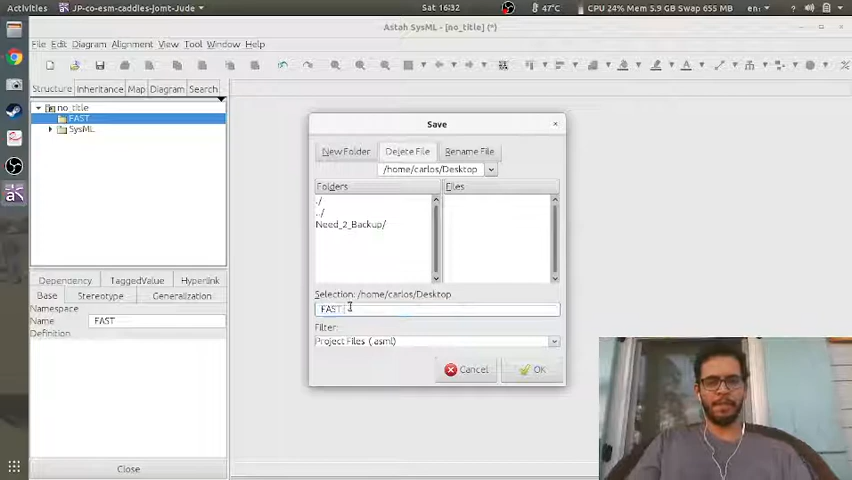 Activities JP-co-esm-caddies-jomt-Jude Sat 16:32 47°C CPU 24% Mem 5.9 GB Swap 655 MB en
Astah SysML - [no_title] (*)
File Edit Diagram Alignment View Tool Window Help
Structure Inheritance Map Diagram Search
no_title
FAST
SysML
Save
New Folder Delete File Rename File
/home/carlos/Desktop
Folders Files
./
../
Need_2_Backup/
Selection: /home/carlos/Desktop
FAST
Filter:
Project Files (.asml)
Cancel OK
Dependency TaggedValue Hyperlink
Base Stereotype Generalization
Namespace
Name FAST
Definition
Close